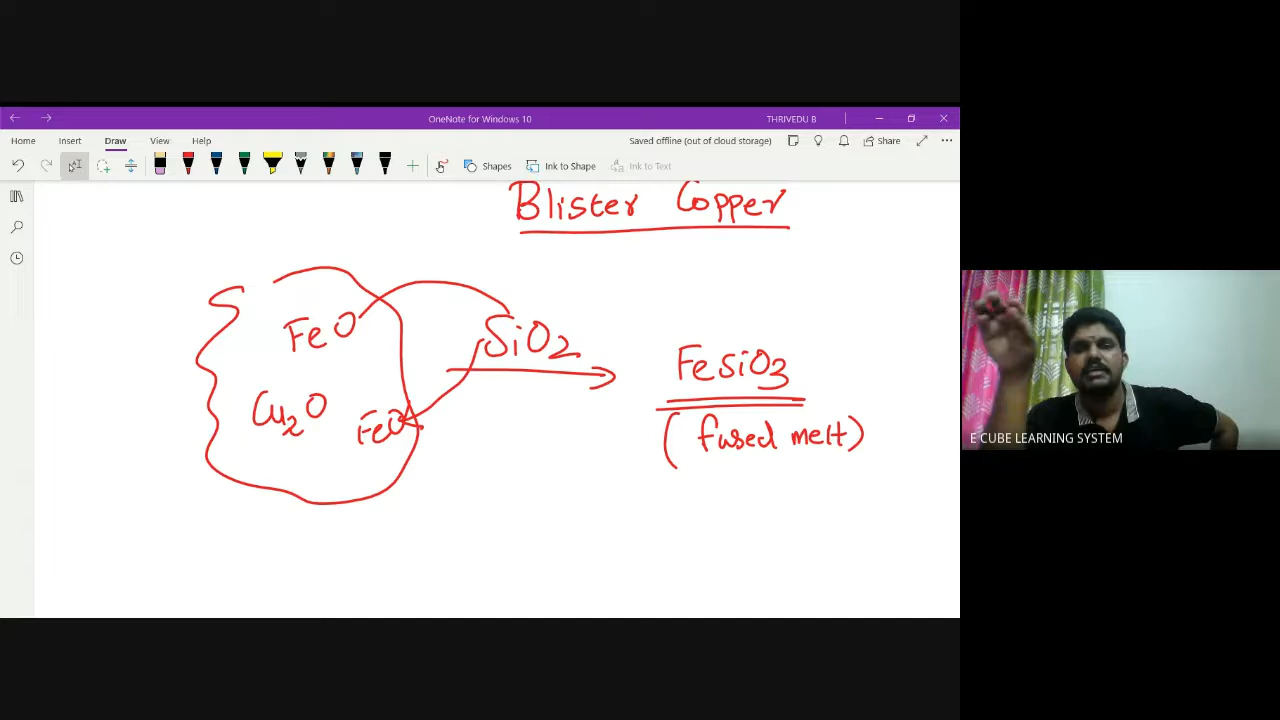 OneNote for Windows 10
THRIVEDU B
Home Insert Draw View Help
Saved offline (out of cloud storage)
Share
Shapes
Ink to Shape
Ink to Text
Blister Copper
FeO
SiO2
FeSiO3
Cu2O
FeO
(fused melt)
E CUBE LEARNING SYSTEM